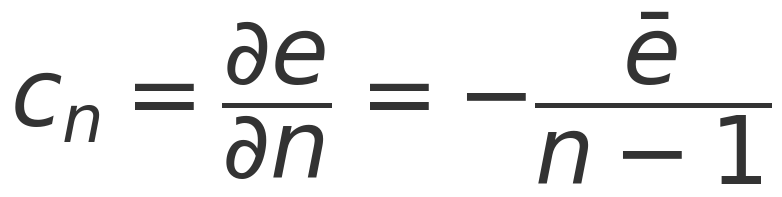 c_n = ∂e/∂n = −ē/(n − 1)